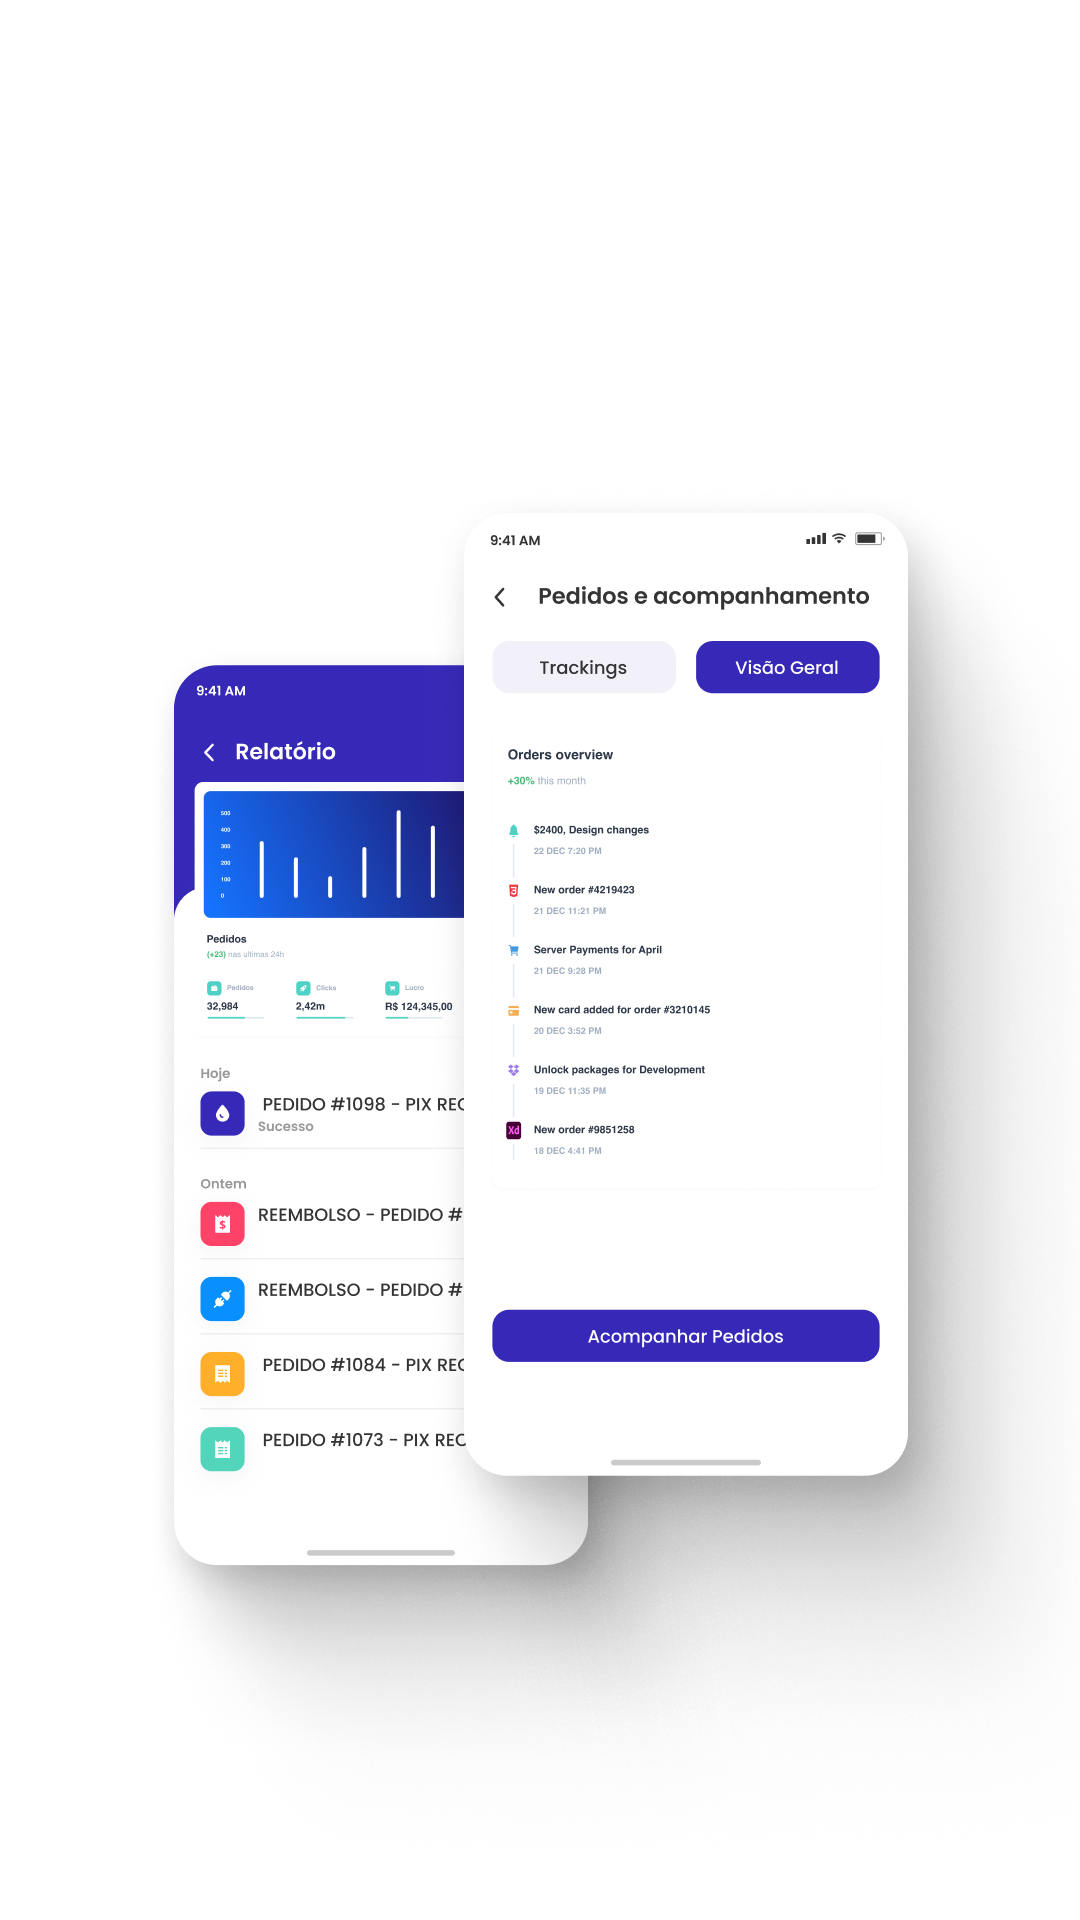 9:41 AM
Pedidos e acompanhamento
Trackings
Visão Geral
Orders overview
+30% this month
$2400, Design changes
22 DEC 7:20 PM
New order #4219423
21 DEC 11:21 PM
Server Payments for April
21 DEC 9:28 PM
New card added for order #3210145
20 DEC 3:52 PM
Unlock packages for Development
19 DEC 11:35 PM
Xd
New order #9851258
18 DEC 4:41 PM
Acompanhar Pedidos
9:41 AM
Relatório
500
400
300
200
100
0
Pedidos
(+23) nas ultimas 24h
Pedidos
Clicks
Lucro
32,984
2,42m
R$ 124,345,00
Hoje
PEDIDO #1098 - PIX REC
Sucesso
Ontem
$
REEMBOLSO - PEDIDO #
REEMBOLSO - PEDIDO #
PEDIDO #1084 - PIX REC
PEDIDO #1073 - PIX REC